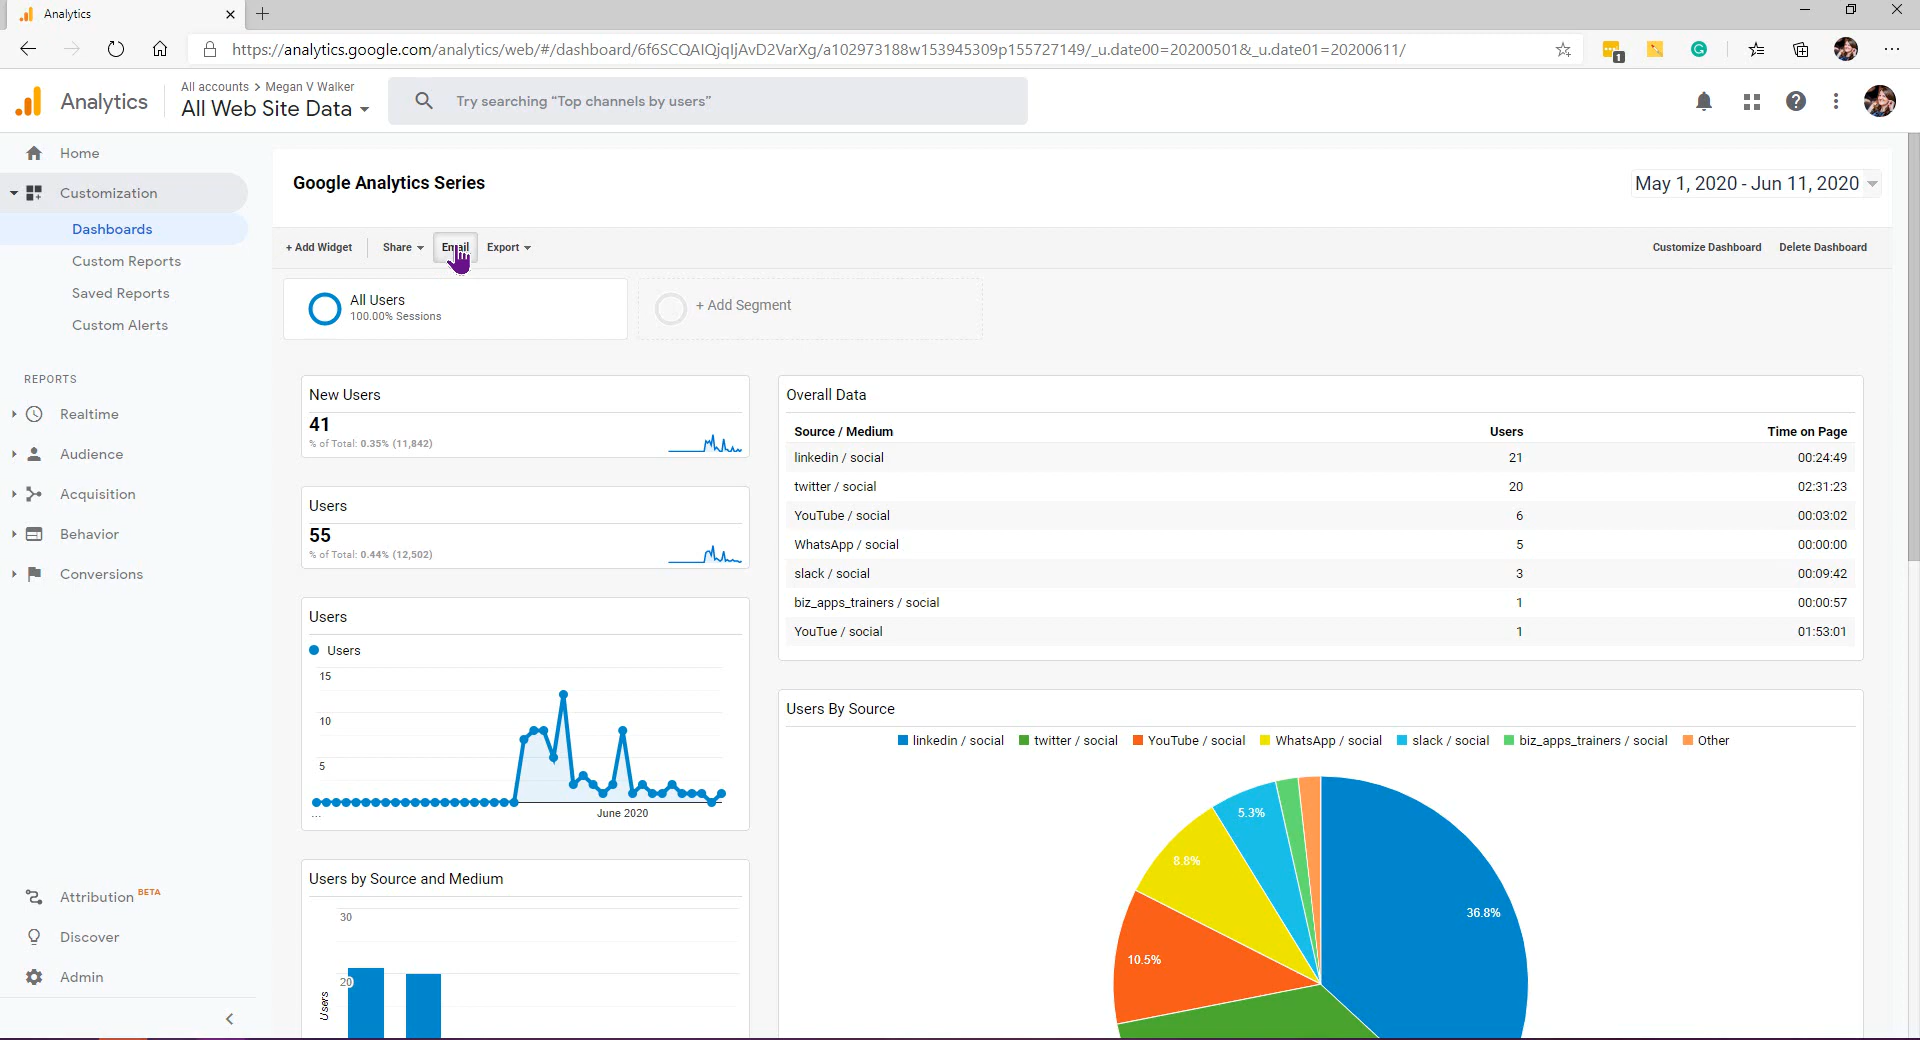 Analytics
https://analytics.google.com/analytics/web/#/dashboard/6f6SCQAIQjqIjAvD2VarXg/a102973188w153945309p155727149/_u.date00=20200501&_u.date01=20200611/
1
Analytics
All accounts > Megan V Walker
All Web Site Data
Try searching “Top channels by users”
Home
Customization
Dashboards
Custom Reports
Saved Reports
Custom Alerts
REPORTS
Realtime
Audience
Acquisition
Behavior
Conversions
Attribution BETA
Discover
Admin
Google Analytics Series
May 1, 2020 - Jun 11, 2020
+ Add Widget Share Email Export Customize Dashboard Delete Dashboard
All Users
100.00% Sessions
+ Add Segment
New Users
41
% of Total: 0.35% (11,842)
Users
55
% of Total: 0.44% (12,502)
Users
Users
15
10
5
...
June 2020
Users by Source and Medium
30
20
Users
Overall Data
Source / Medium Users Time on Page
linkedin / social 21 00:24:49
twitter / social 20 02:31:23
YouTube / social 6 00:03:02
WhatsApp / social 5 00:00:00
slack / social 3 00:09:42
biz_apps_trainers / social 1 00:00:57
YouTue / social 1 01:53:01
Users By Source
linkedin / social twitter / social YouTube / social WhatsApp / social slack / social biz_apps_trainers / social Other
5.3%
8.8%
36.8%
10.5%